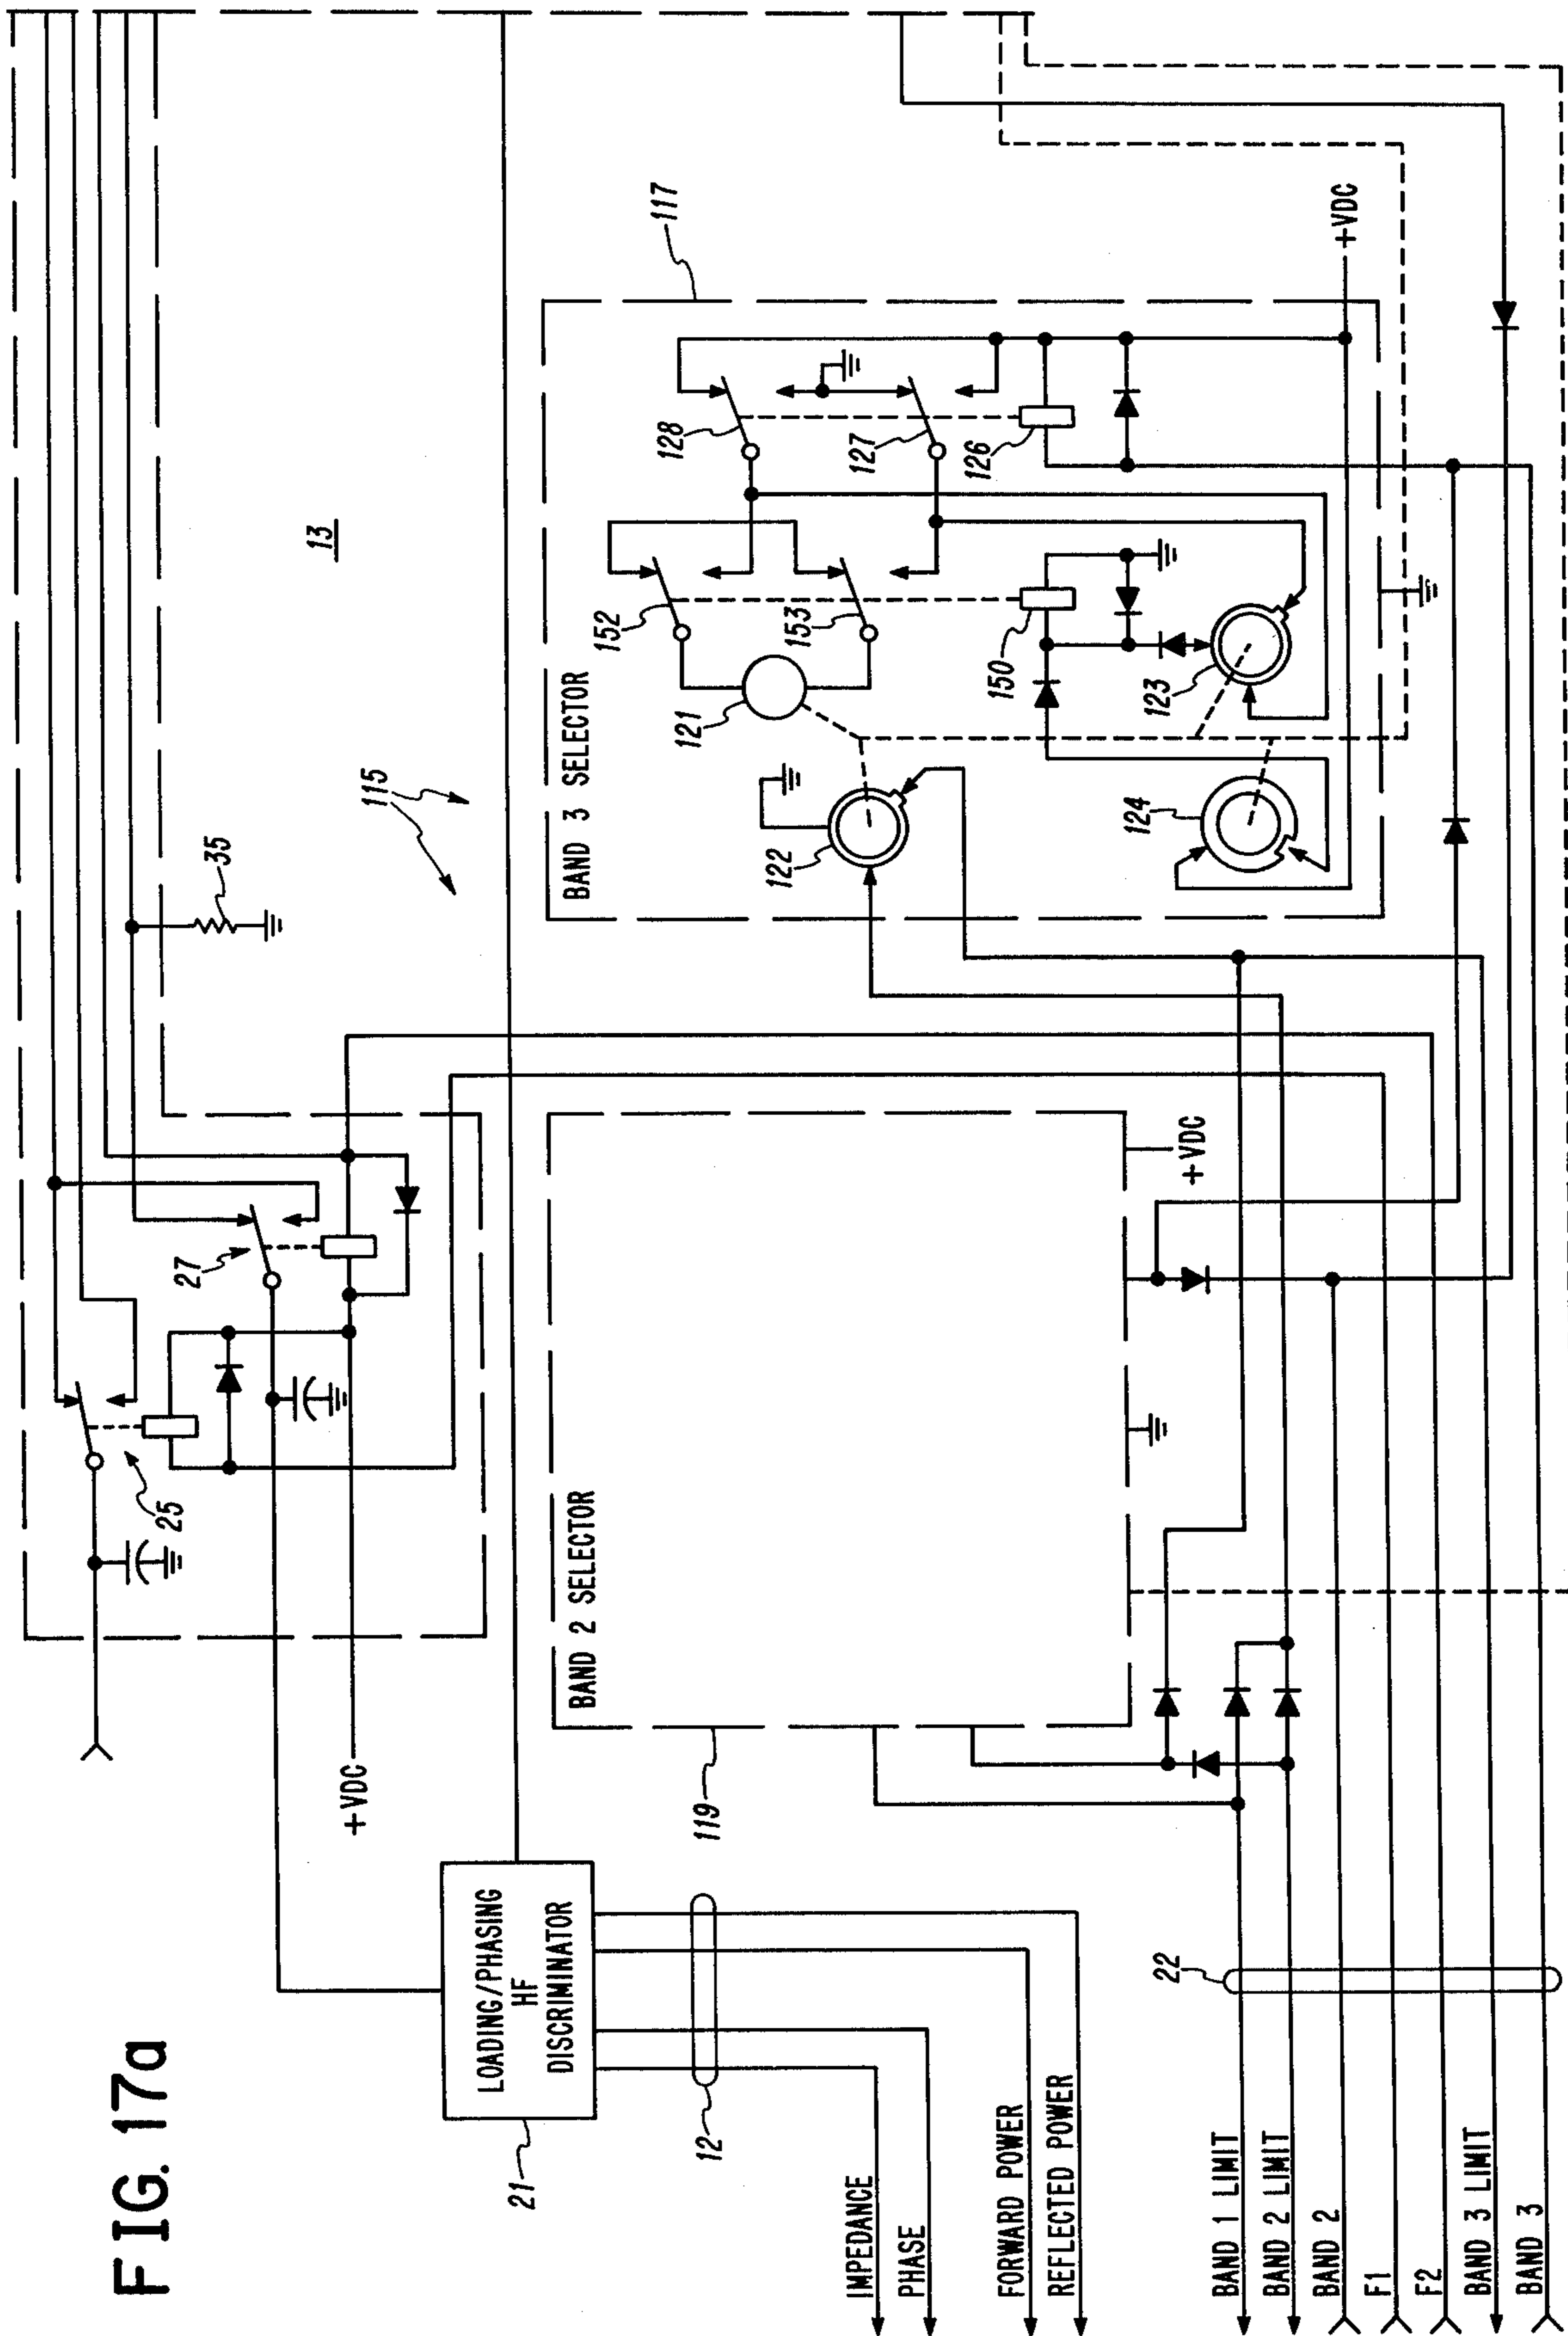 FIG. 17a
25
27
35
13
+VDC
LOADING/PHASING
HF
DISCRIMINATOR
21
12
IMPEDANCE
PHASE
FORWARD POWER
REFLECTED POWER
115
119
BAND 2 SELECTOR
+VDC
117
BAND 3 SELECTOR
121
122
152
153
128
127
126
150
123
124
+VDC
22
BAND 1 LIMIT
BAND 2 LIMIT
BAND 2
F1
F2
BAND 3 LIMIT
BAND 3